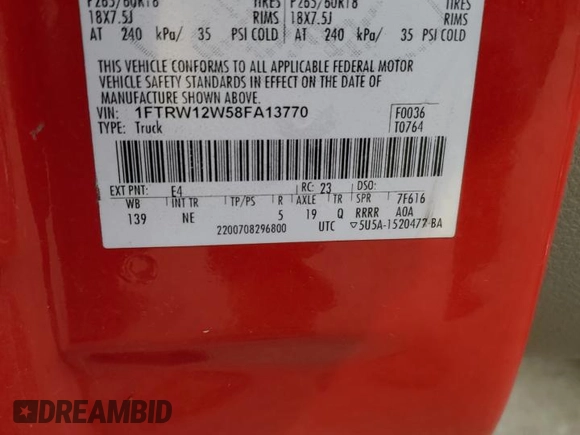 P265/60R18 TIRES P265/60R18 TIRES
18X7.5J RIMS 18X7.5J RIMS
AT 240 kPa/ 35 PSI COLD AT 240 kPa/ 35 PSI COLD
THIS VEHICLE CONFORMS TO ALL APPLICABLE FEDERAL MOTOR
VEHICLE SAFETY STANDARDS IN EFFECT ON THE DATE OF
MANUFACTURE SHOWN ABOVE.
VIN: 1FTRW12W58FA13770 F0036
TYPE: Truck T0764
EXT PNT: E4 RC: 23 DSO:
WB INT TR TP/PS R AXLE TR SPR 7F616
139 NE 5 19 Q RRRR A0A
2200708296800 UTC ▽5U5A-1520472-BA
DREAMBID